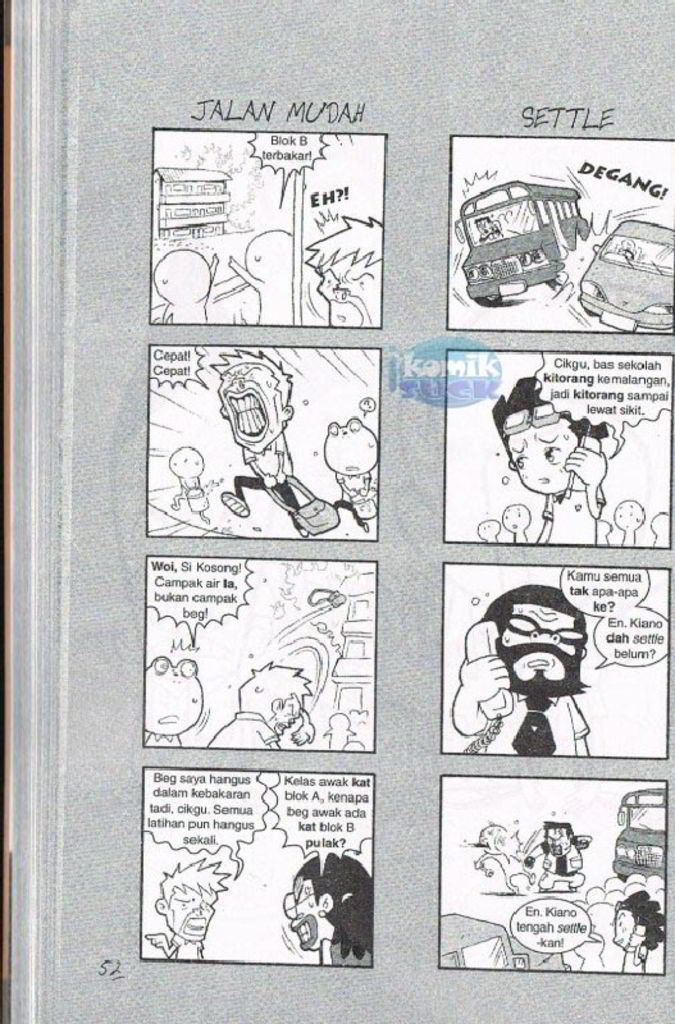 JALAN MUDAH
Blok B
terbakar!
EH?!
Cepat!
Cepat!
?
Woi, Si Kosong!
Campak air la,
bukan campak
beg!
Beg saya hangus
dalam kebakaran
tadi, cikgu. Semua
latihan pun hangus
sekali.
Kelas awak kat
blok A, kenapa
beg awak ada
kat blok B
pulak?
SETTLE
DEGANG!
Cikgu, bas sekolah
kitorang kemalangan,
jadi kitorang sampai
lewat sikit.
Kamu semua
tak apa-apa
ke?
En. Kiano
dah settle
belum?
En. Kiano
tengah settle
-kan!
komik
SUCK
52